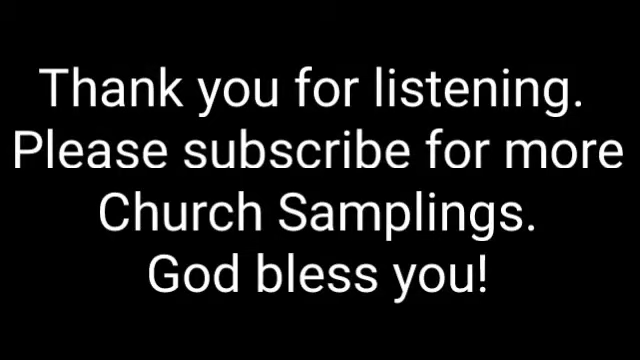 Thank you for listening.
Please subscribe for more
Church Samplings.
God bless you!